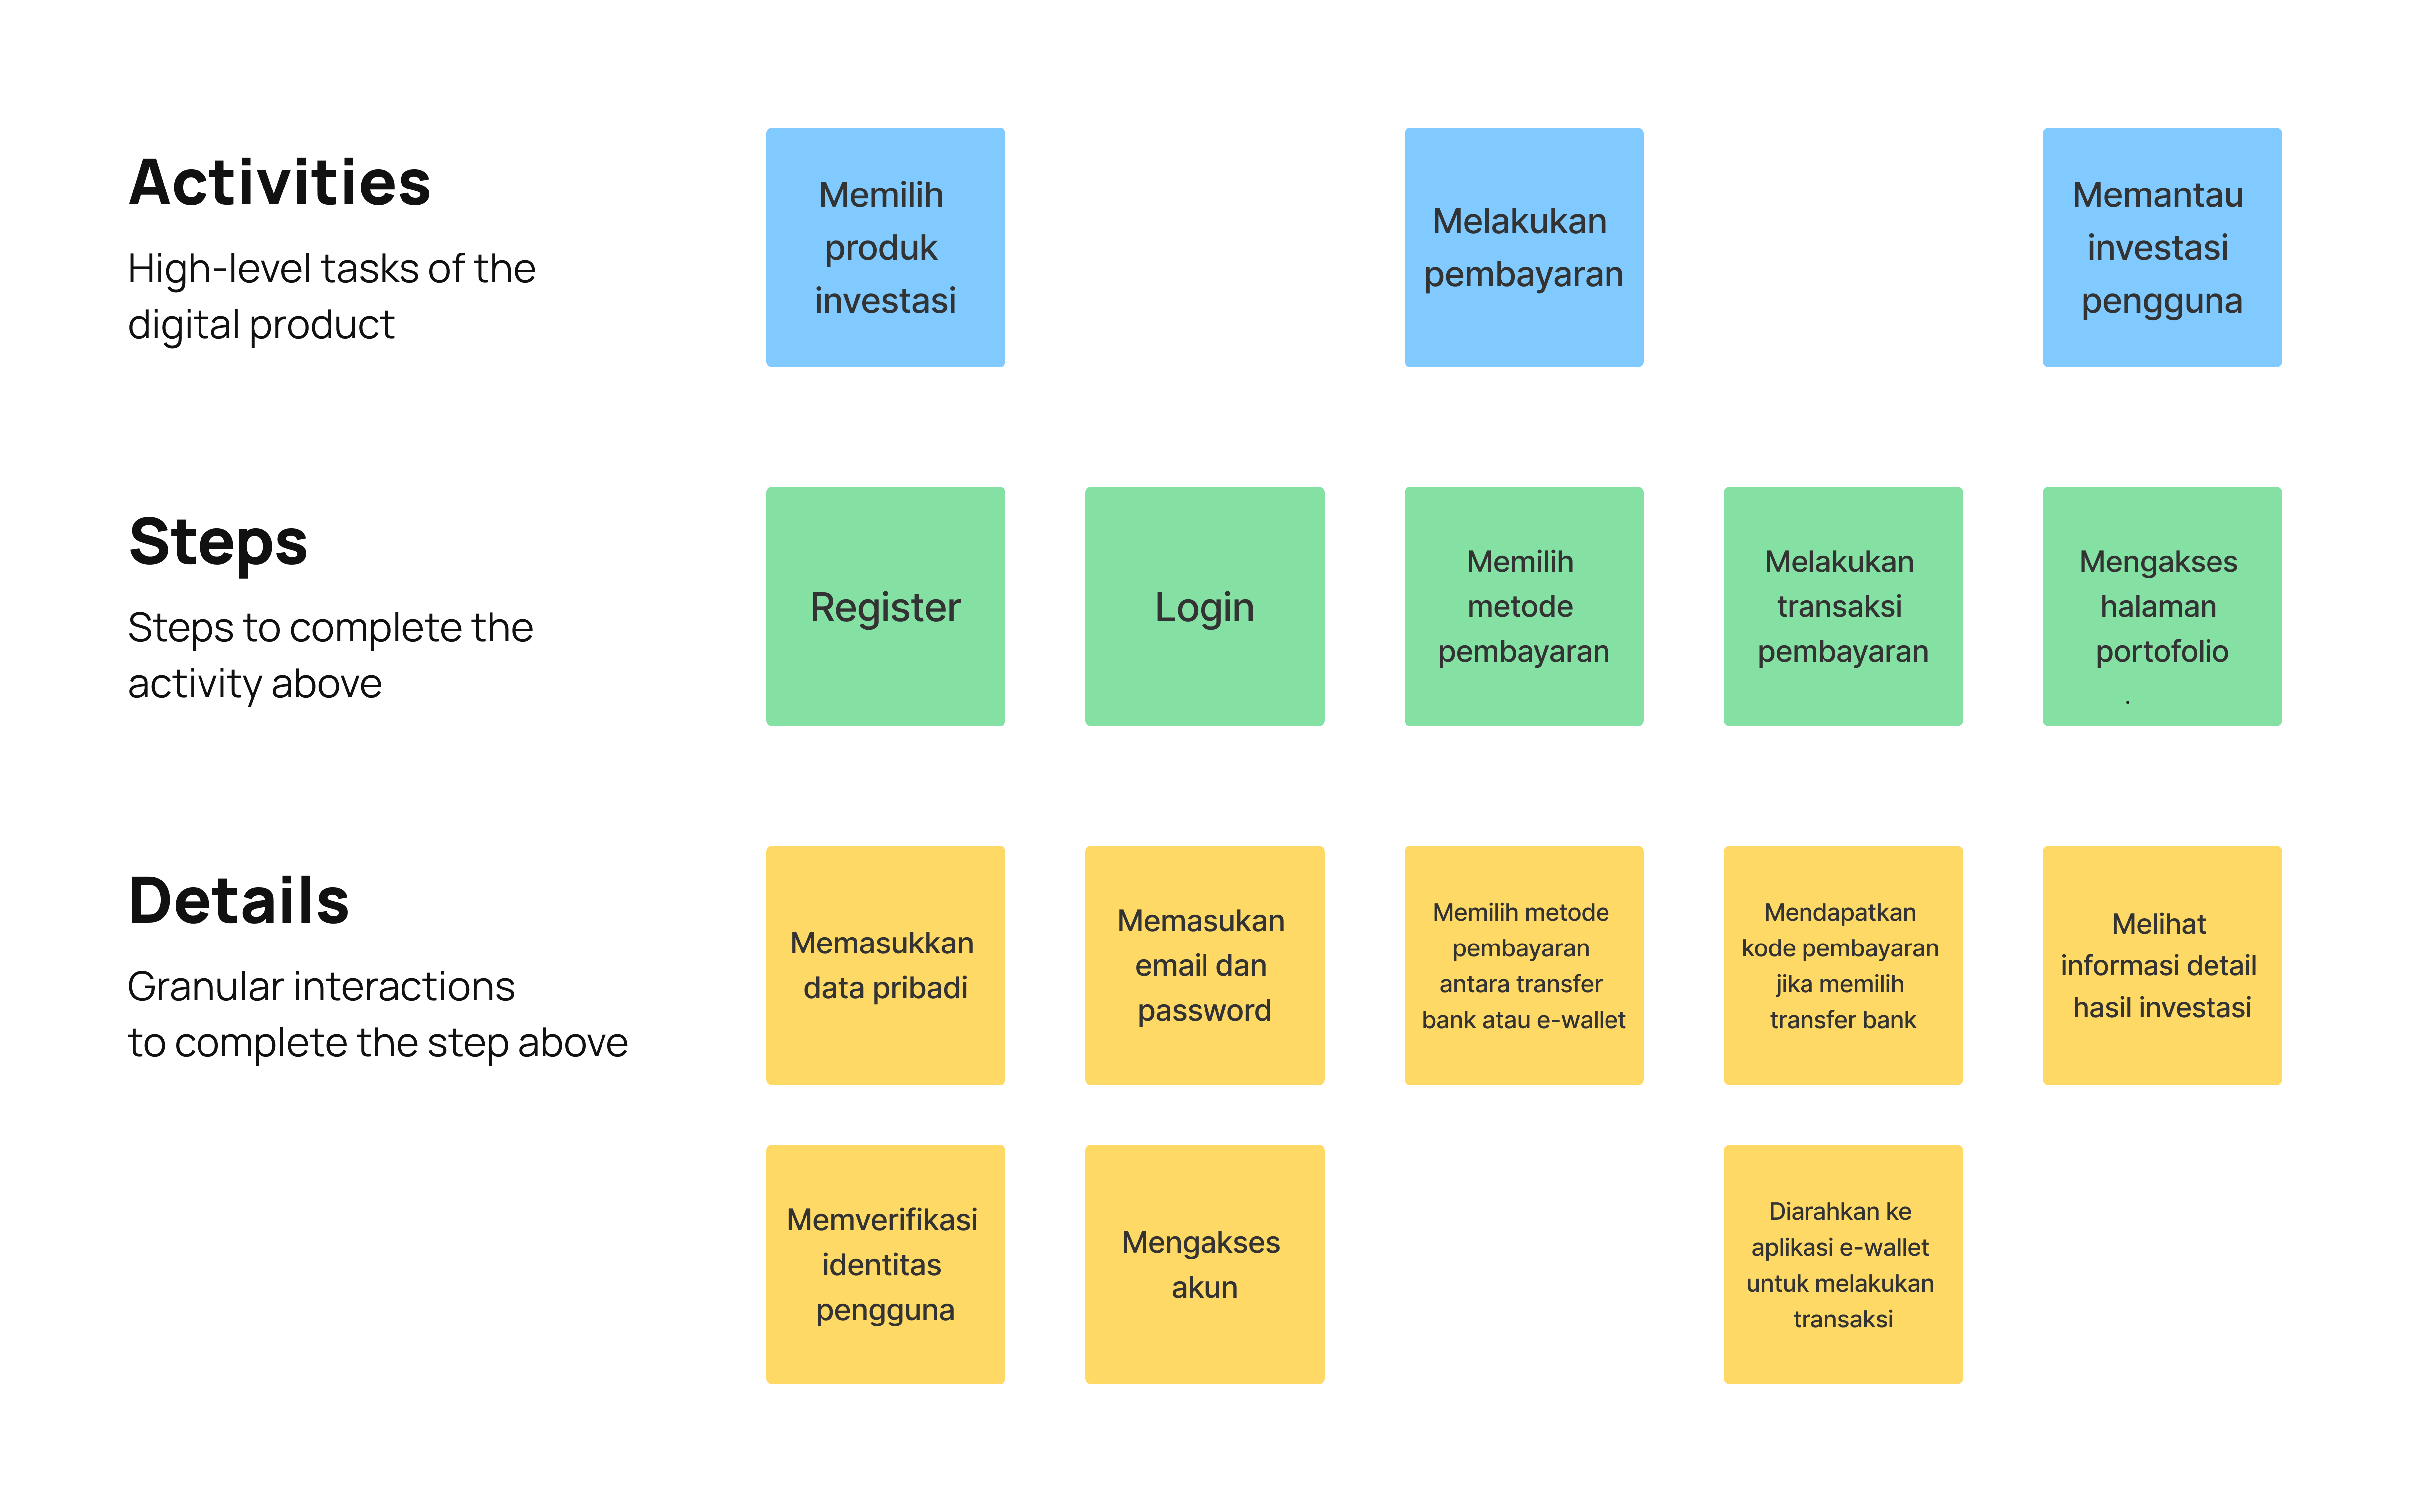 Activities
High-level tasks of the
digital product
Memilih
produk
investasi
Melakukan
pembayaran
Memantau
investasi
pengguna
Steps
Steps to complete the
activity above
Register
Login
Memilih
metode
pembayaran
Melakukan
transaksi
pembayaran
Mengakses
halaman
portofolio
.
Details
Granular interactions
to complete the step above
Memasukkan
data pribadi
Memasukan
email dan
password
Memilih metode
pembayaran
antara transfer
bank atau e-wallet
Mendapatkan
kode pembayaran
jika memilih
transfer bank
Melihat
informasi detail
hasil investasi
Memverifikasi
identitas
pengguna
Mengakses
akun
Diarahkan ke
aplikasi e-wallet
untuk melakukan
transaksi